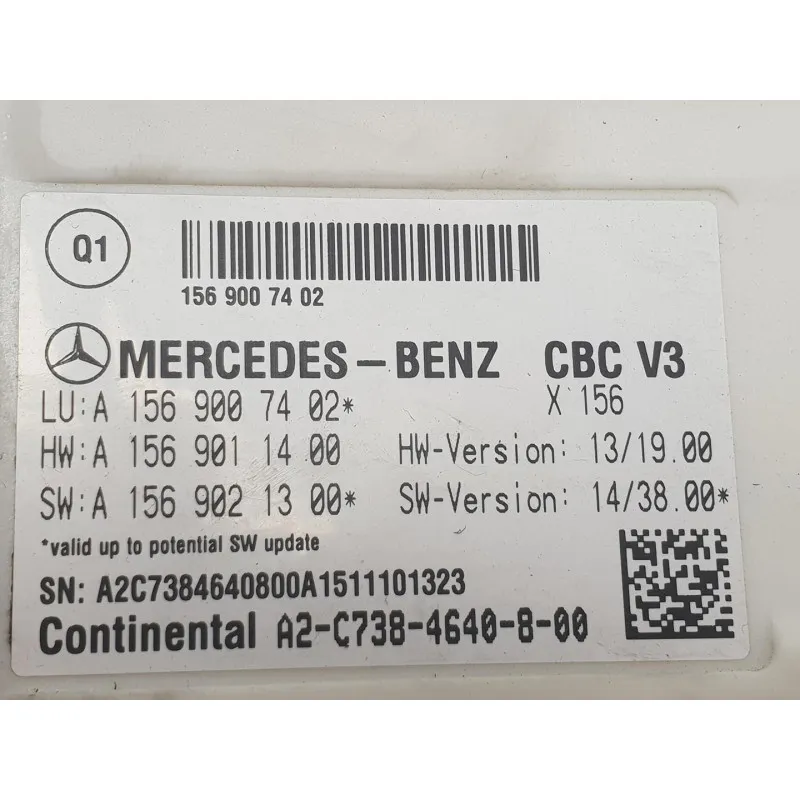 Q1
156 900 74 02
MERCEDES-BENZ CBC V3
LU:A 156 900 74 02* X 156
HW:A 156 901 14 00 HW-Version: 13/19.00
SW:A 156 902 13 00* SW-Version: 14/38.00*
*valid up to potential SW update
SN: A2C7384640800A1511101323
Continental A2-C738-4640-8-00